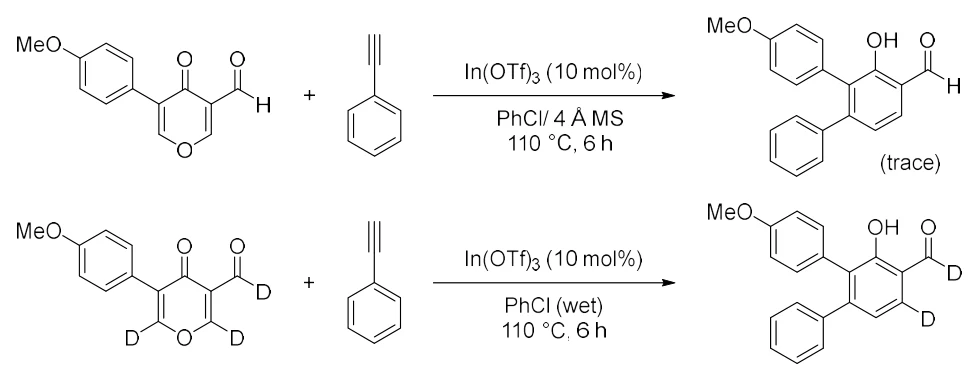 MeO
O
O
H
O
+
In(OTf)3 (10 mol%)
PhCl/ 4 Å MS
110 °C, 6 h
MeO
OH
O
H
(trace)
MeO
O
O
D
D
O
D
+
In(OTf)3 (10 mol%)
PhCl (wet)
110 °C, 6 h
MeO
OH
O
D
D